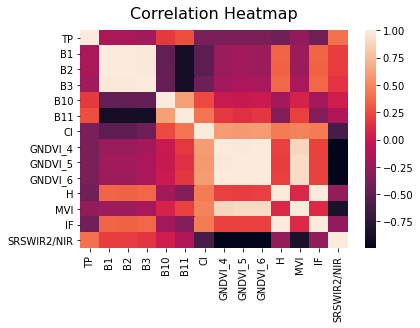 Correlation Heatmap
TP
B1
B2
B3
B10
B11
CI
GNDVI_4
GNDVI_5
GNDVI_6
H
MVI
IF
SRSWIR2/NIR
TP
B1
B2
B3
B10
B11
CI
GNDVI_4
GNDVI_5
GNDVI_6
H
MVI
IF
SRSWIR2/NIR
1.00
0.75
0.50
0.25
0.00
−0.25
−0.50
−0.75